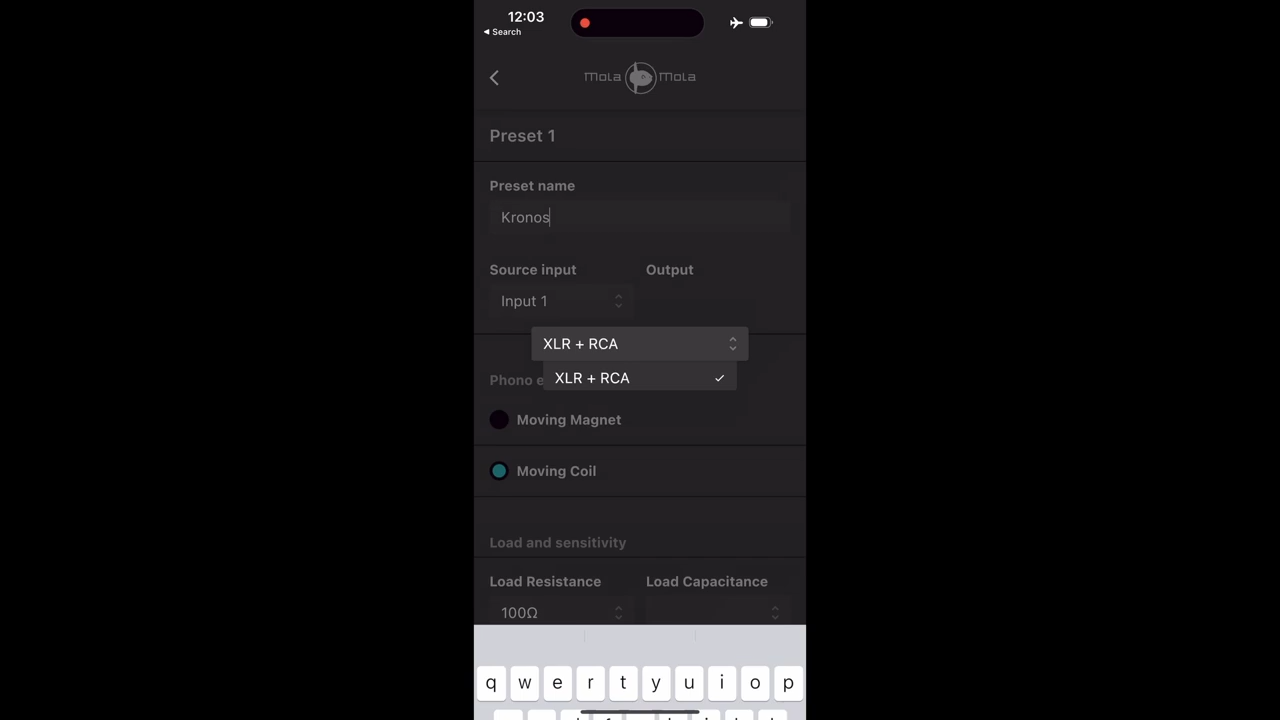 12:03
Search
mola mola
Preset 1
Preset name
Kronos
Source input Output
Input 1
XLR + RCA
XLR + RCA
Phono e
Moving Magnet
Moving Coil
Load and sensitivity
Load Resistance Load Capacitance
100Ω
q w e r t y u i o p